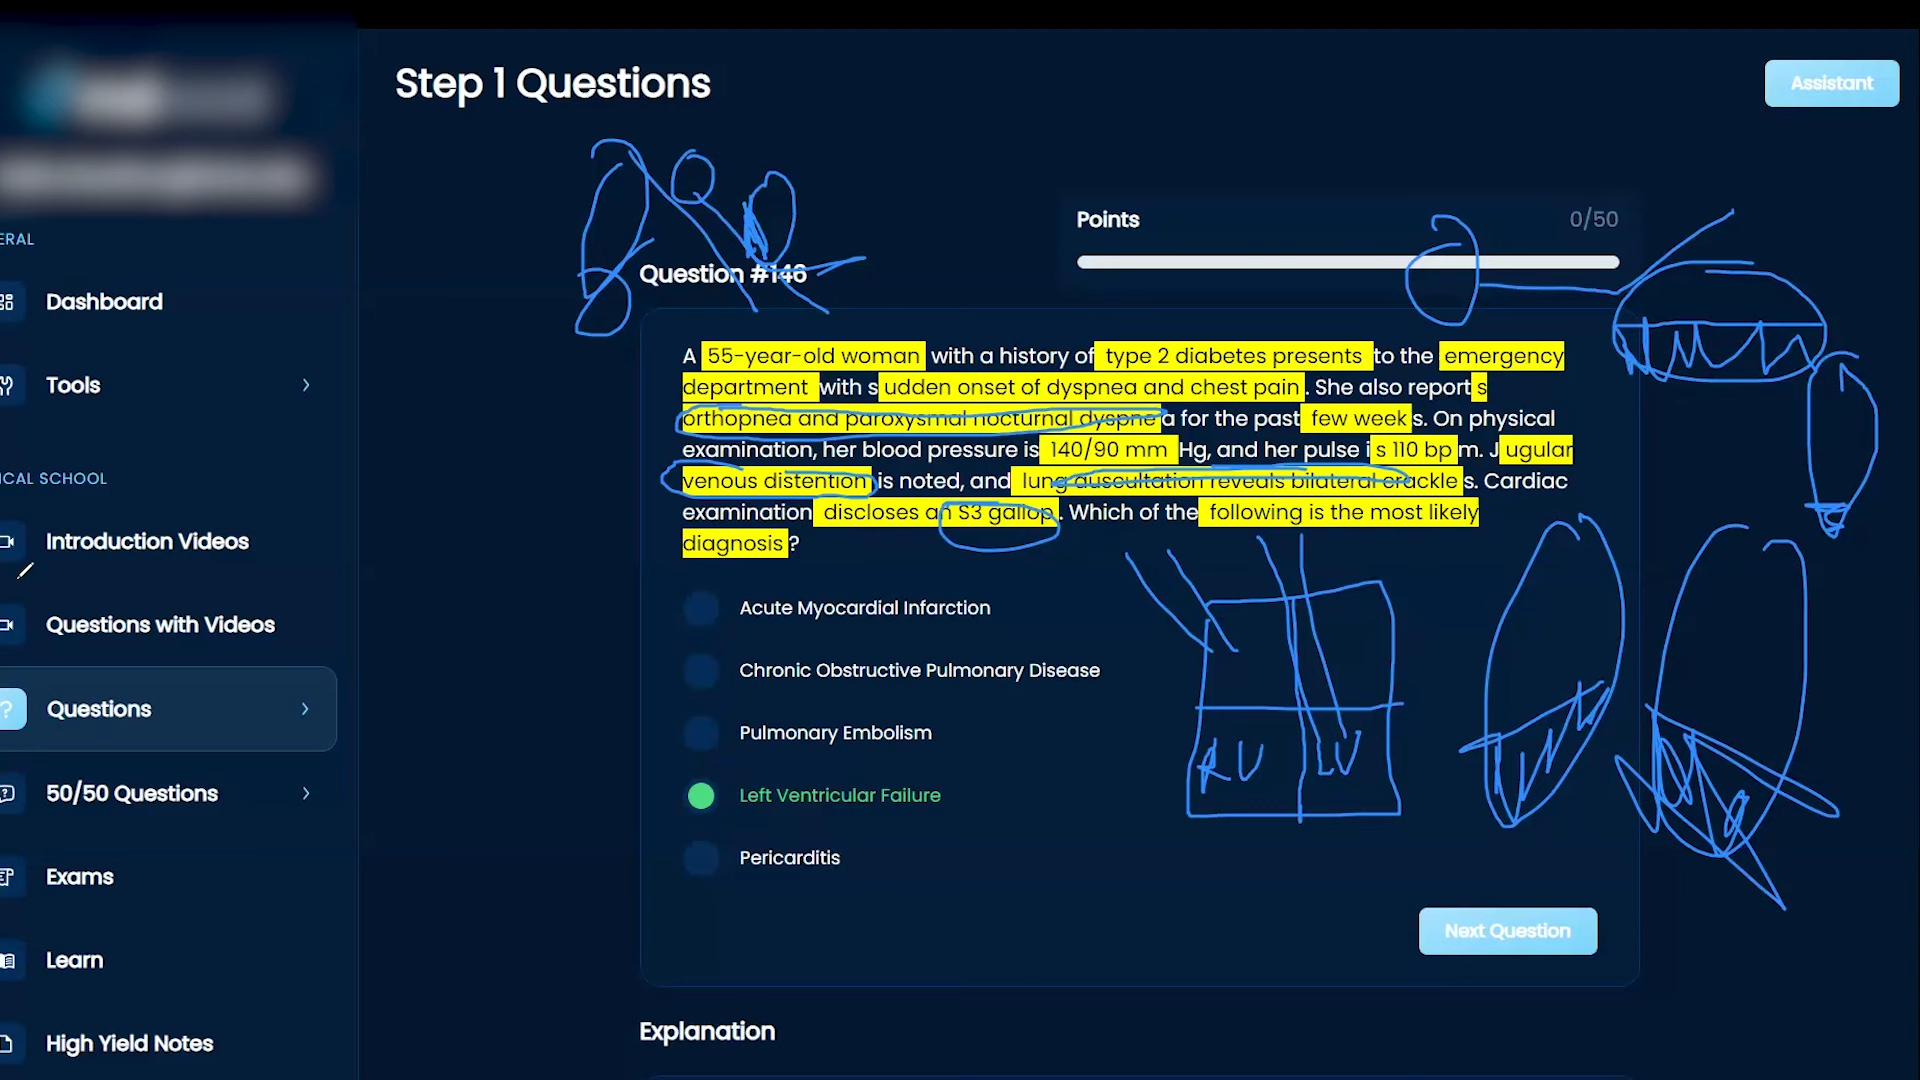 Step 1 Questions
Assistant
ERAL
Dashboard
Tools
ICAL SCHOOL
Introduction Videos
Questions with Videos
Questions
50/50 Questions
Exams
Learn
High Yield Notes
Points 0/50
Question #146
A 55-year-old woman with a history of type 2 diabetes presents to the emergency
department with sudden onset of dyspnea and chest pain. She also reports
orthopnea and paroxysmal nocturnal dyspnea for the past few weeks. On physical
examination, her blood pressure is 140/90 mm Hg, and her pulse is 110 bpm. Jugular
venous distention is noted, and lung auscultation reveals bilateral crackles. Cardiac
examination discloses an S3 gallop. Which of the following is the most likely
diagnosis?
Acute Myocardial Infarction
Chronic Obstructive Pulmonary Disease
Pulmonary Embolism
Left Ventricular Failure
Pericarditis
RV LV
Next Question
Explanation